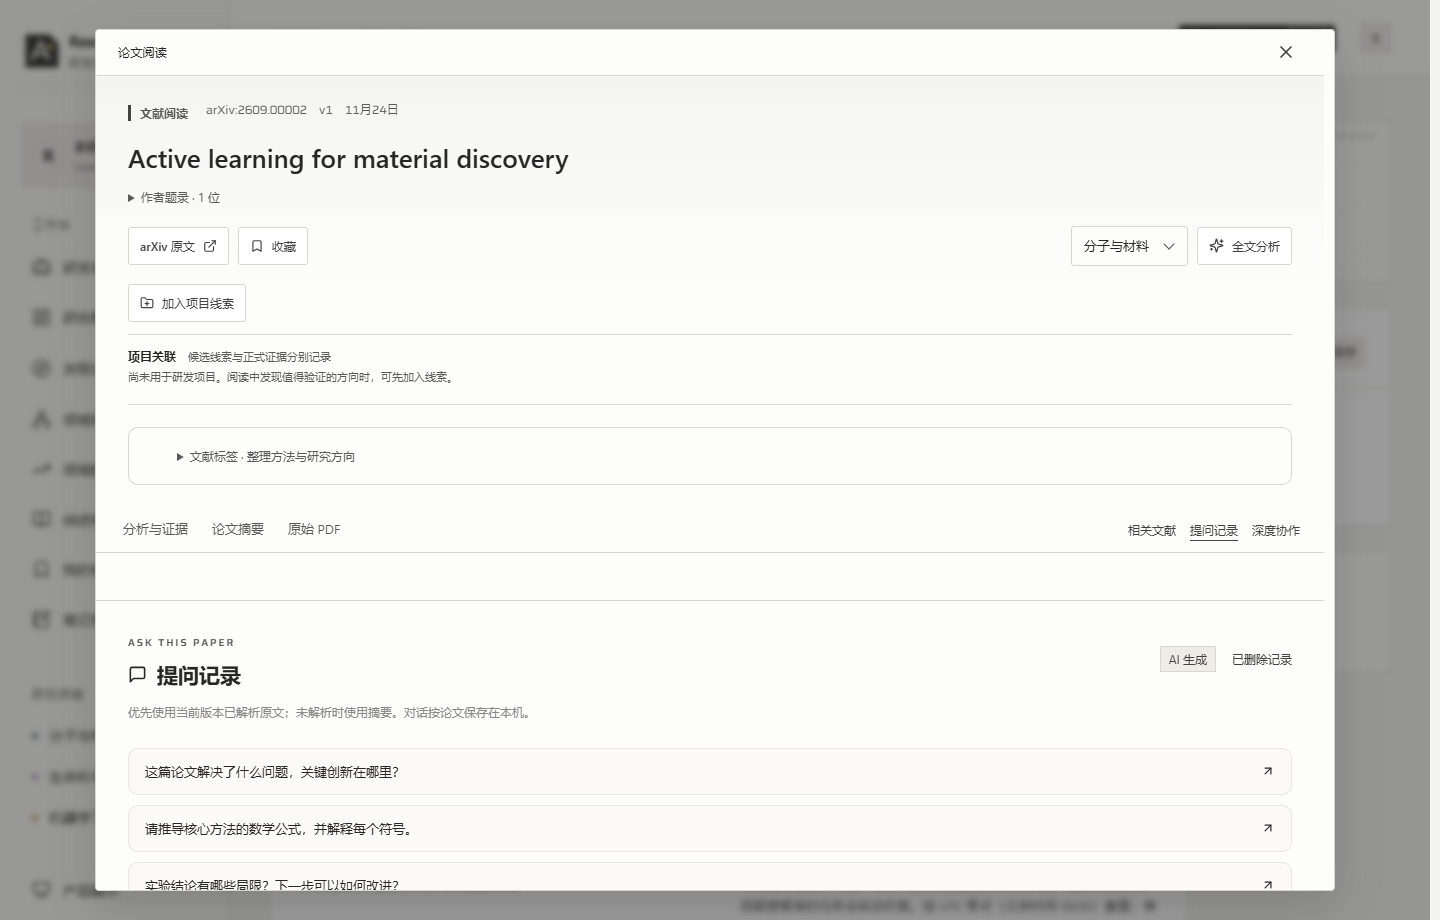 论文阅读
文献阅读 arXiv:2609.00002 v1 11月24日
Active learning for material discovery
作者题录 · 1 位
arXiv 原文 收藏 分子与材料 全文分析
加入项目线索
项目关联 候选线索与正式证据分别记录
尚未用于研发项目。阅读中发现值得验证的方向时，可先加入线索。
文献标签 · 整理方法与研究方向
分析与证据 论文摘要 原始 PDF 相关文献 提问记录 深度协作
ASK THIS PAPER
提问记录 AI 生成 已删除记录
优先使用当前版本已解析原文；未解析时使用摘要。对话按论文保存在本机。
这篇论文解决了什么问题，关键创新在哪里？
请推导核心方法的数学公式，并解释每个符号。
实验结论有哪些局限？下一步可以如何改进？